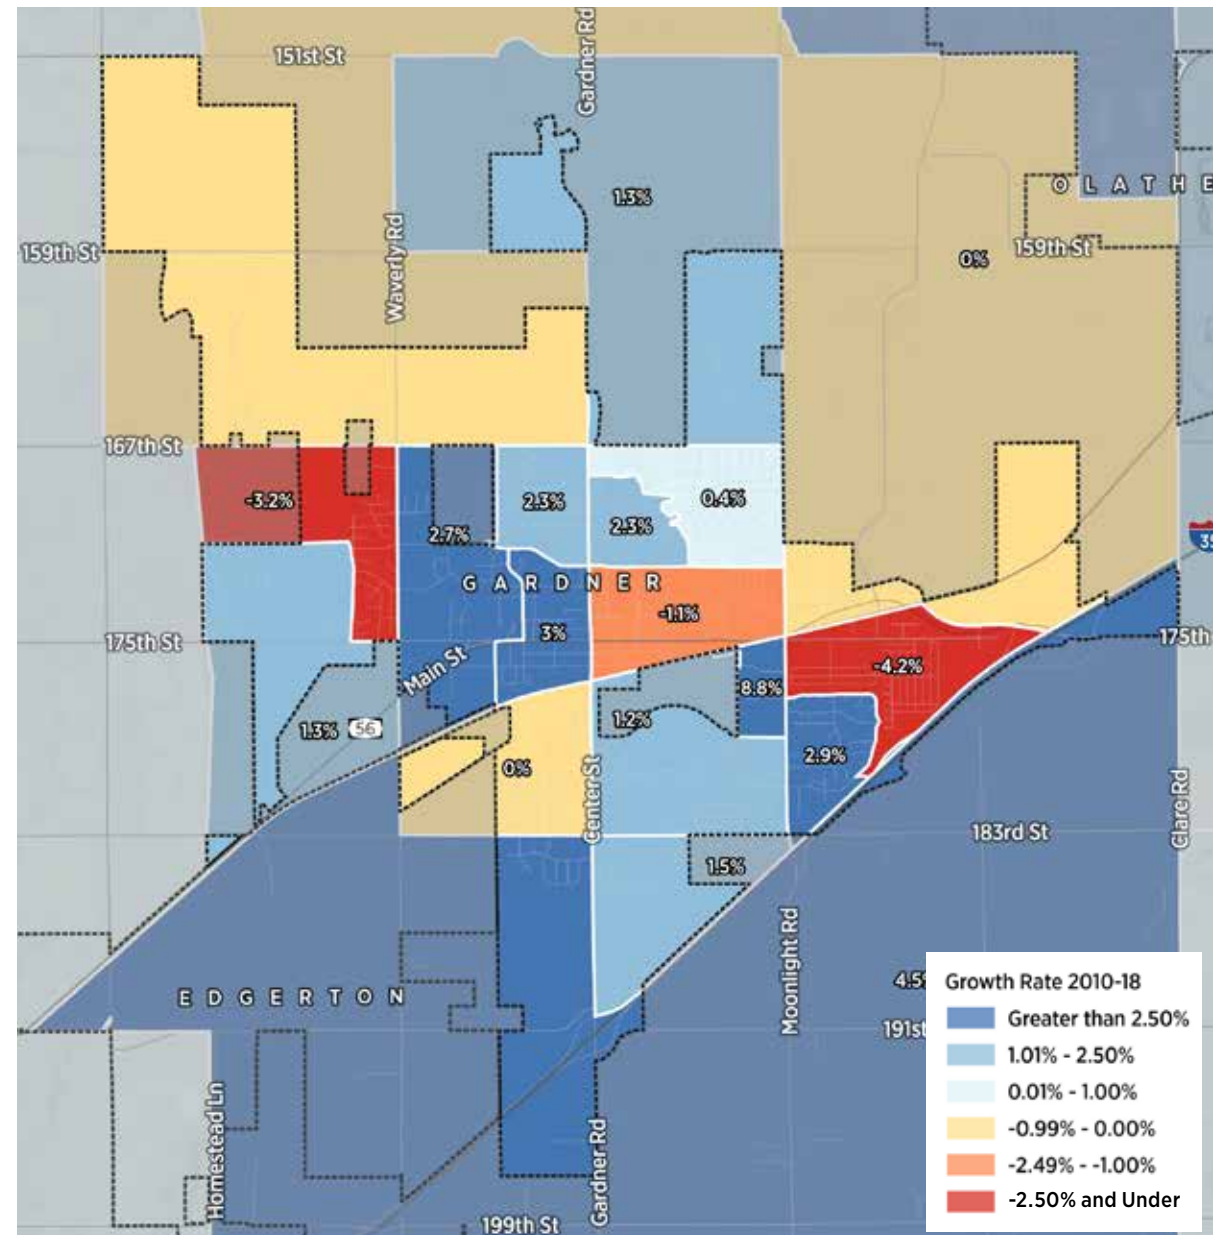 151st St
Gardner Rd
OLATHE
1.3%
159th St
Waverly Rd
159th St
0%
167th St
-3.2%
2.3%
0.4%
2.7%
2.3%
35
GARDNER
-1.1%
3%
175th St
175th
Main St
-4.2%
8.8%
1.3%
56
1.2%
0%
2.9%
Center St
Clare Rd
183rd St
1.5%
Moonlight Rd
EDGERTON
4.5
191st
Homestead Ln
Gardner Rd
199th St
Growth Rate 2010-18
Greater than 2.50%
1.01% - 2.50%
0.01% - 1.00%
-0.99% - 0.00%
-2.49% - -1.00%
-2.50% and Under